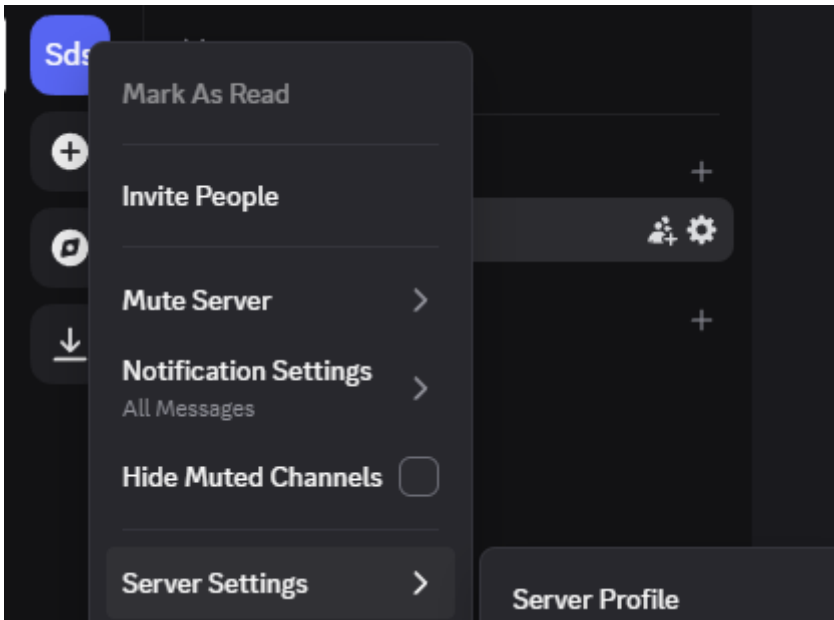 Sds
Mark As Read
Invite People
Mute Server
Notification Settings
All Messages
Hide Muted Channels
Server Settings
Server Profile